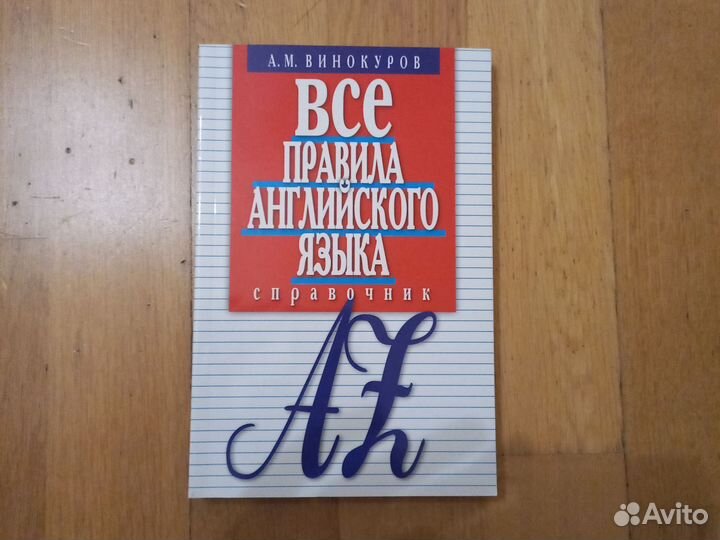 А.М. ВИНОКУРОВ
ВСЕ
ПРАВИЛА
АНГЛИЙСКОГО
ЯЗЫКА
справочник
AZ
Avito